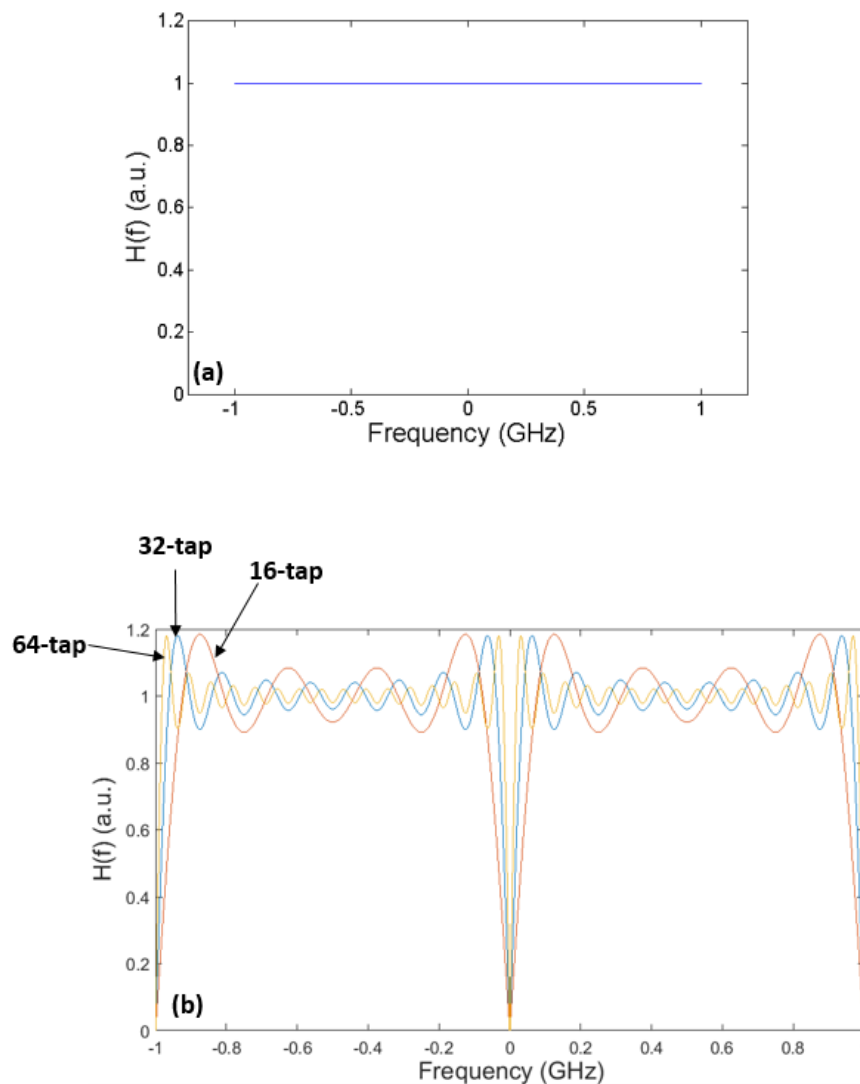 1.2
1
0.8
0.6
0.4
0.2
0
H(f) (a.u.)
(a)
-1 -0.5 0 0.5 1
Frequency (GHz)
32-tap
16-tap
64-tap
1.2
1
0.8
0.6
0.4
0.2
0
H(f) (a.u.)
(b)
-1 -0.8 -0.6 -0.4 -0.2 0 0.2 0.4 0.6 0.8
Frequency (GHz)